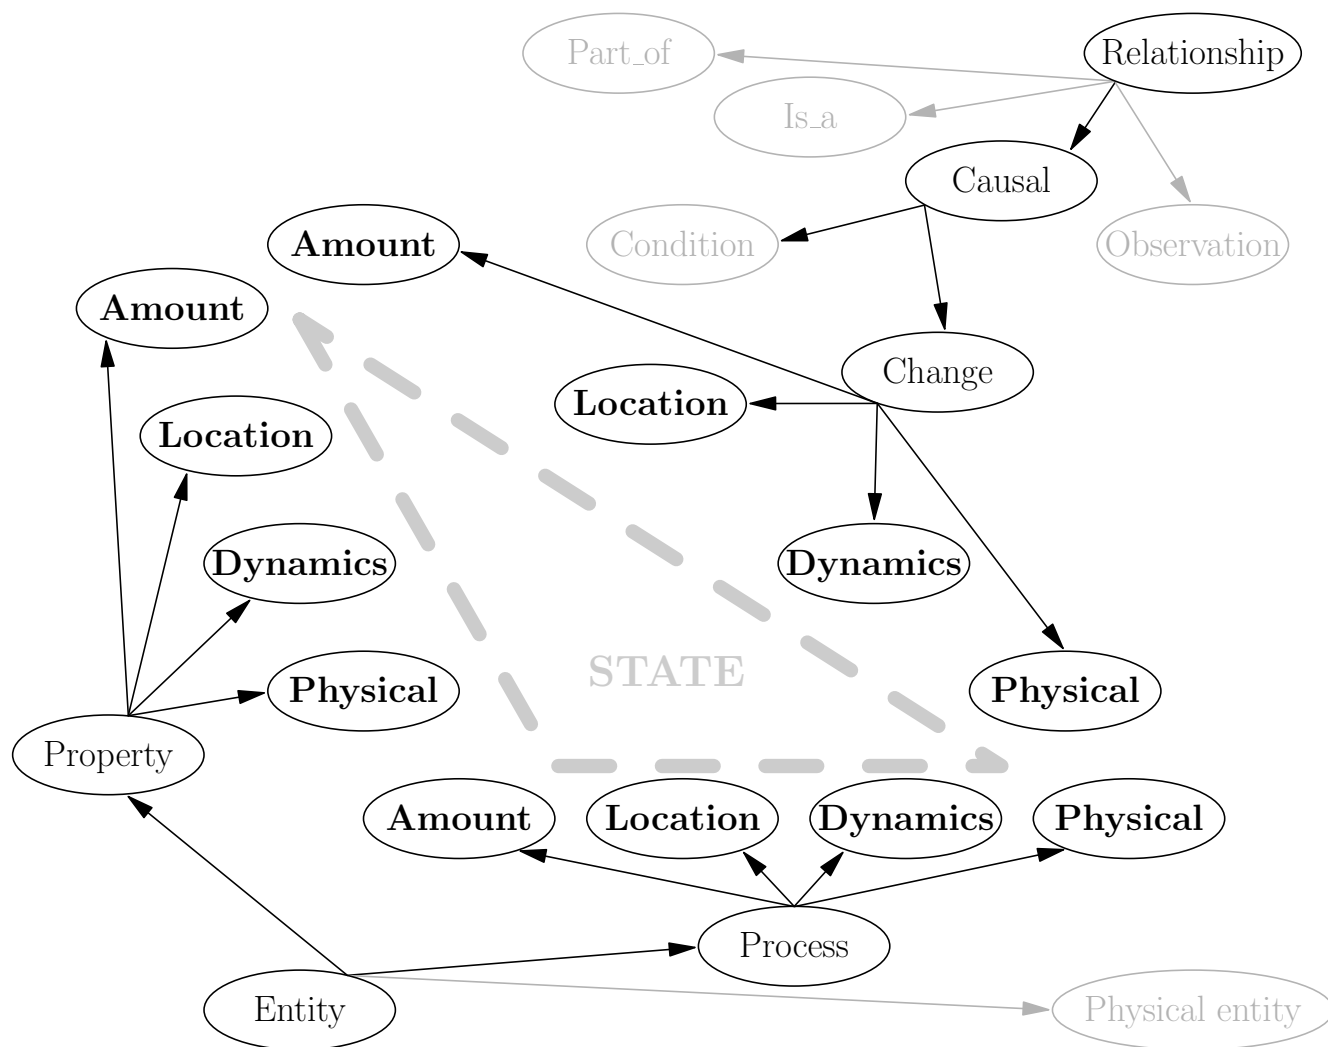 Part_of
Relationship
Is_a
Causal
Amount
Condition
Observation
Amount
Change
Location
Location
Dynamics
Dynamics
STATE
Physical
Physical
Property
Amount
Location
Dynamics
Physical
Process
Entity
Physical entity